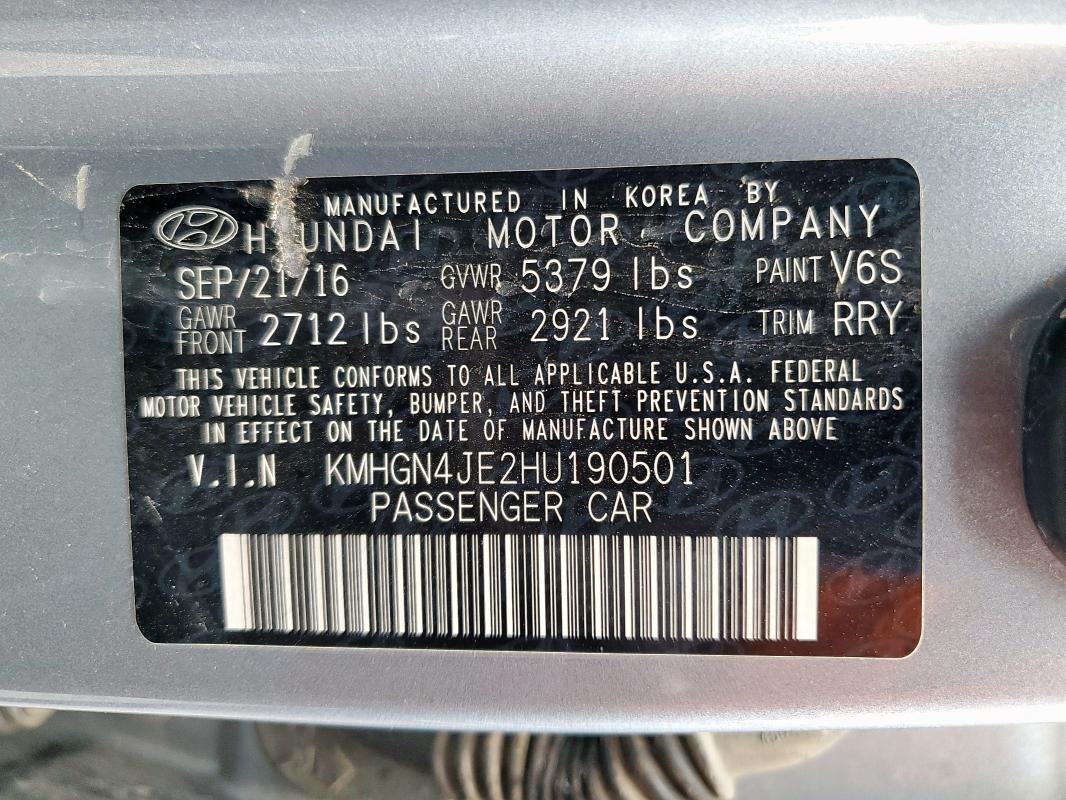 MANUFACTURED IN KOREA BY
HYUNDAI MOTOR COMPANY
SEP/21/16 GVWR 5379 lbs PAINT V6S
GAWR FRONT 2712 lbs GAWR REAR 2921 lbs TRIM RRY
THIS VEHICLE CONFORMS TO ALL APPLICABLE U.S.A. FEDERAL
MOTOR VEHICLE SAFETY, BUMPER, AND THEFT PREVENTION STANDARDS
IN EFFECT ON THE DATE OF MANUFACTURE SHOWN ABOVE
V.I.N KMHGN4JE2HU190501
PASSENGER CAR